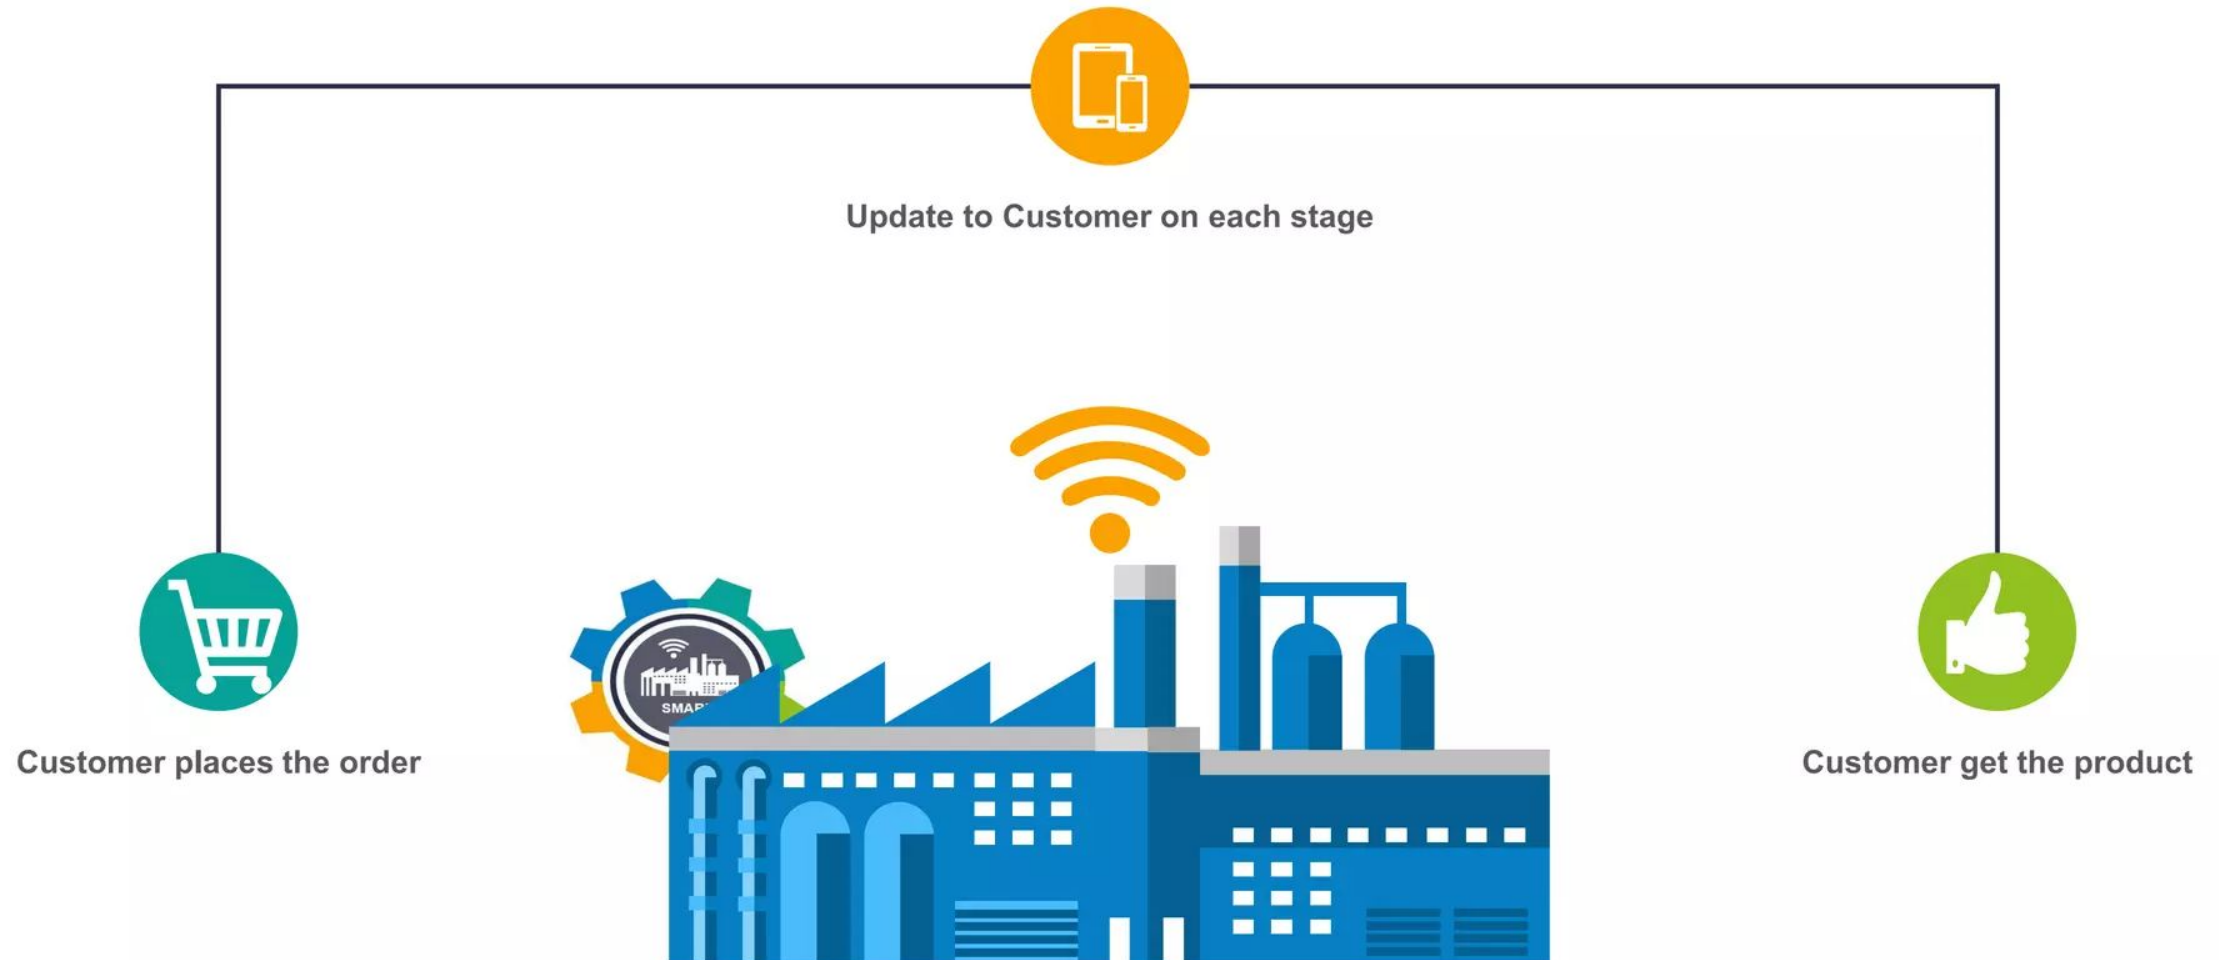 Update to Customer on each stage
Customer places the order
Customer get the product